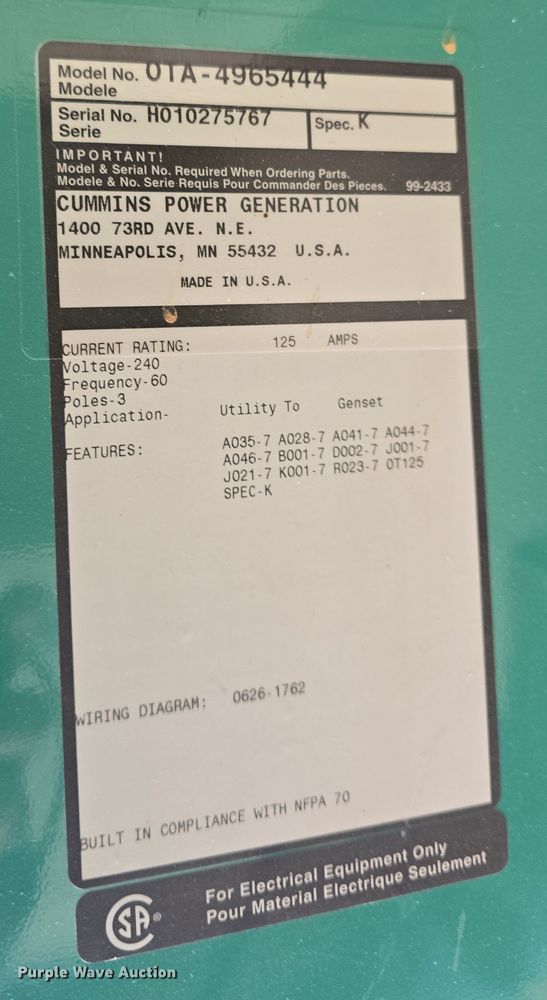 Model No. OTA-4965444
Modele
Serial No. H010275767 Spec. K
Serie
IMPORTANT!
Model & Serial No. Required When Ordering Parts.
Modele & No. Serie Requis Pour Commander Des Pieces. 99-2433
CUMMINS POWER GENERATION
1400 73RD AVE. N.E.
MINNEAPOLIS, MN 55432 U.S.A.
MADE IN U.S.A.
CURRENT RATING: 125 AMPS
Voltage-240
Frequency-60
Poles-3
Application- Utility To Genset
FEATURES: A035-7 A028-7 A041-7 A044-7
A046-7 B001-7 D002-7 J001-7
J021-7 K001-7 R023-7 OT125
SPEC-K
WIRING DIAGRAM: 0626-1762
BUILT IN COMPLIANCE WITH NFPA 70
SA® For Electrical Equipment Only
Pour Material Electrique Seulement
Purple Wave Auction